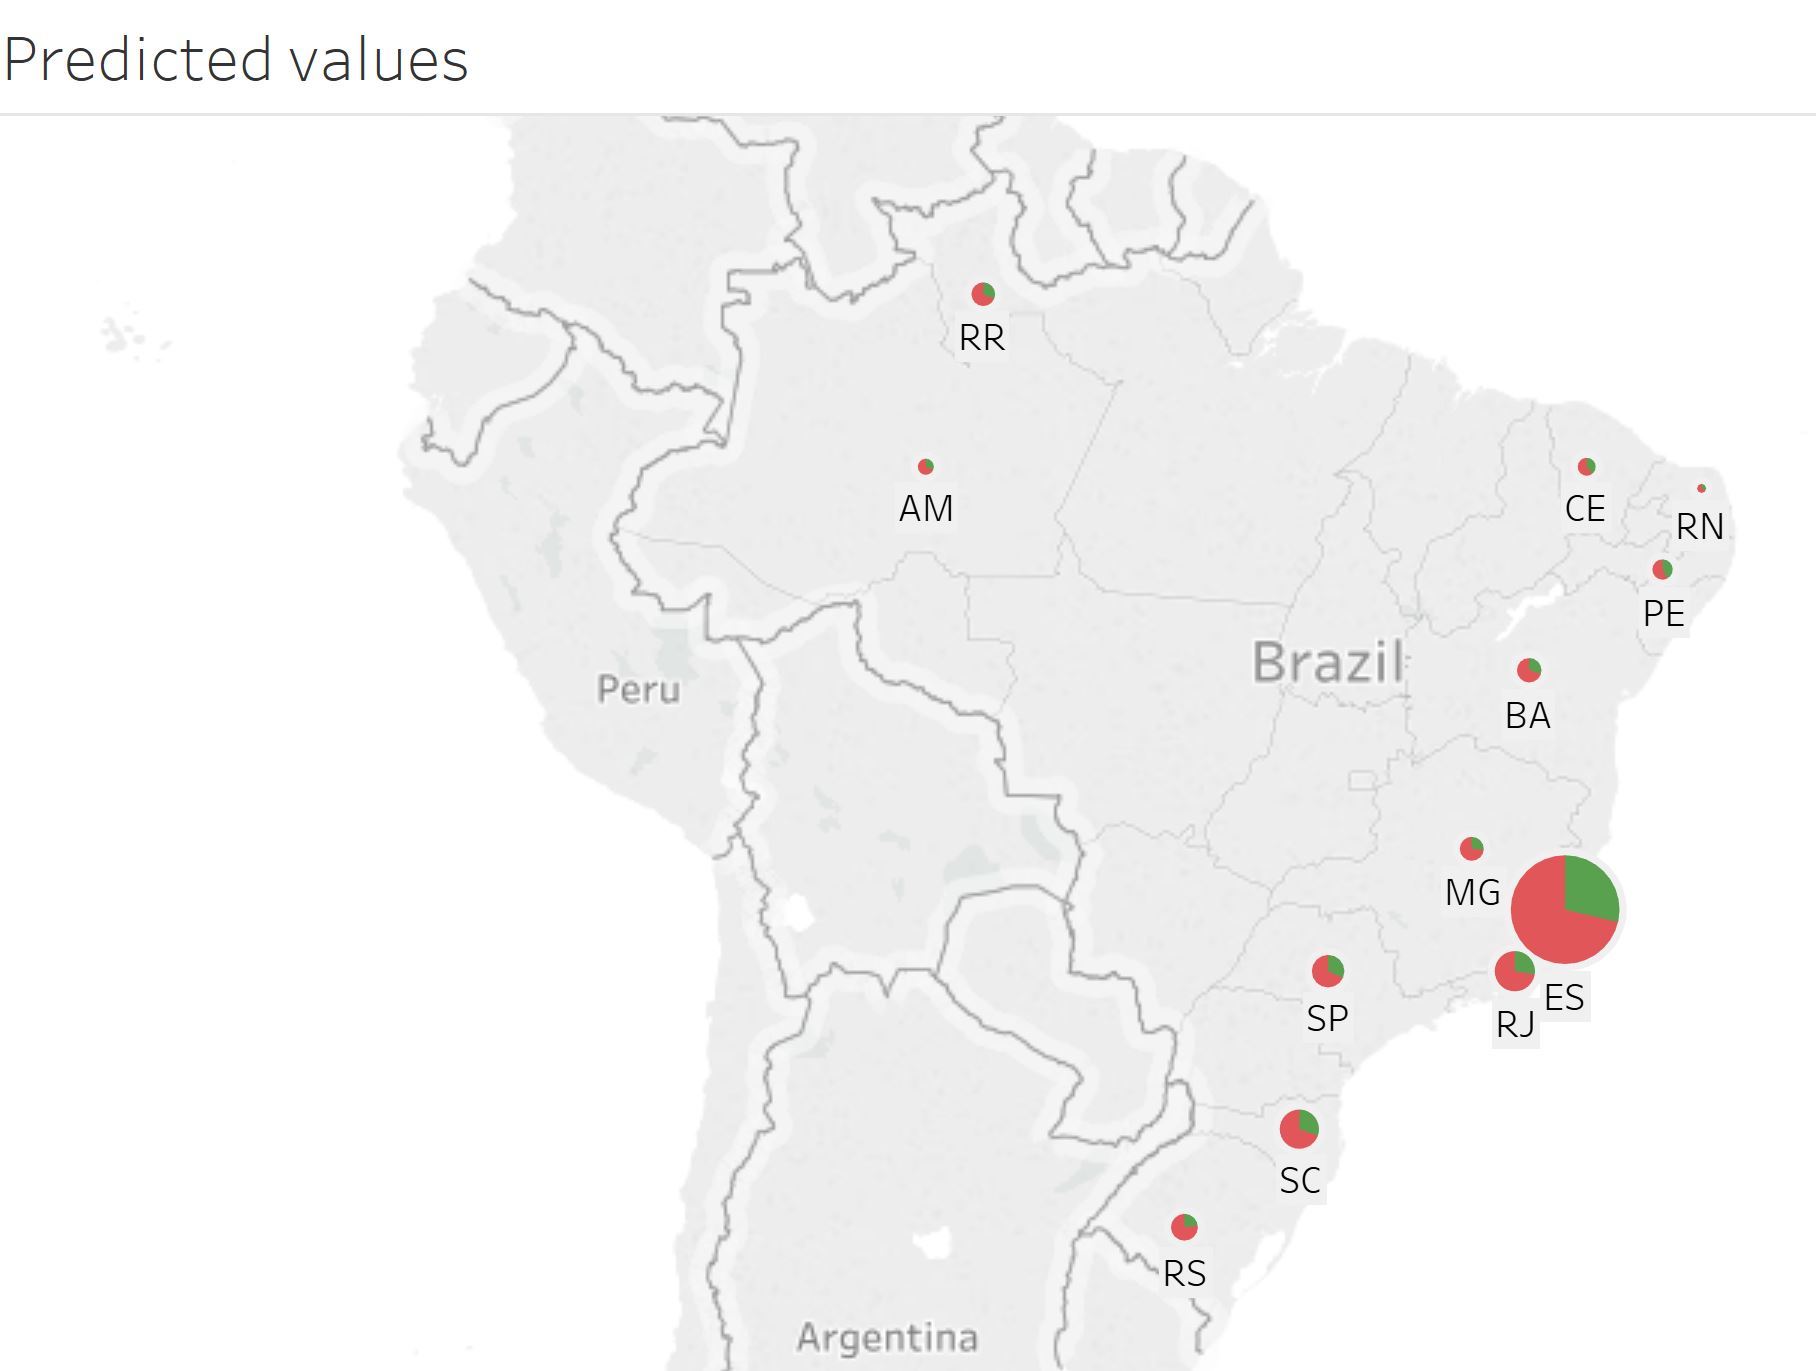 Predicted values
RR
AM
CE
RN
PE
Brazil
Peru
BA
MG
ES
SP
RJ
SC
RS
Argentina